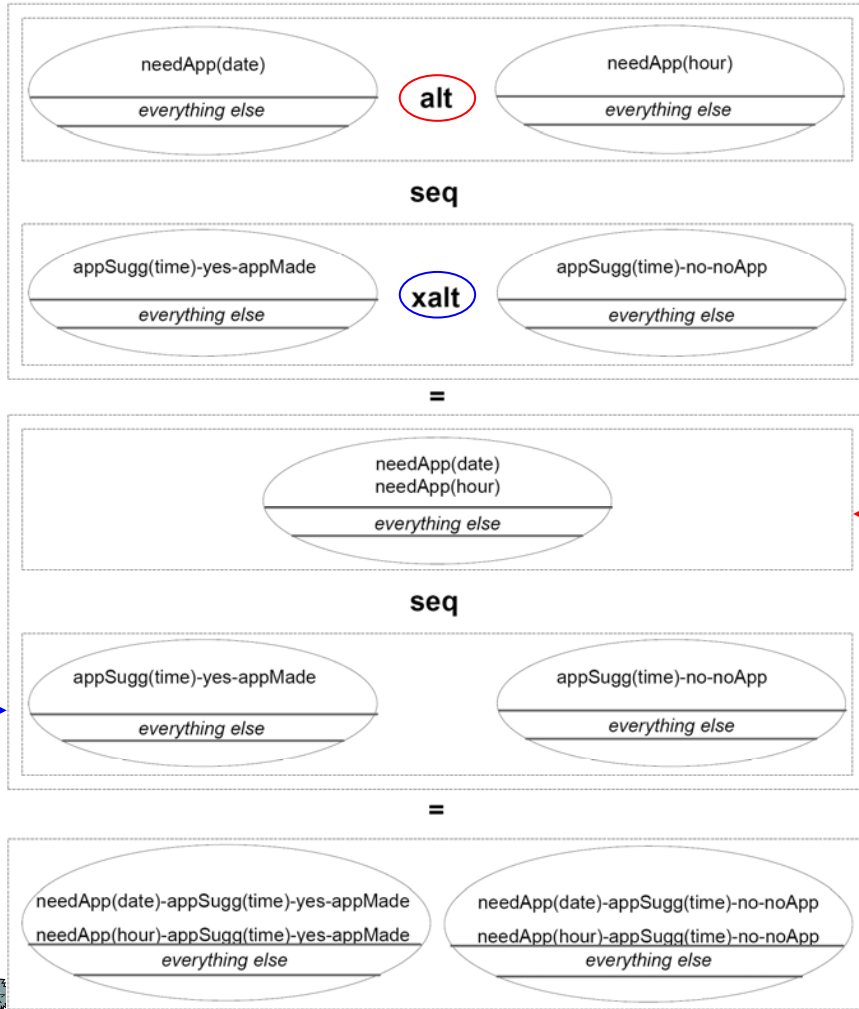 needApp(date)
needApp(hour)
alt
everything else
everything else
seq
appSugg(time)-yes-appMade
appSugg(time)-no-noApp
xalt
everything else
everything else
=
needApp(date)
needApp(hour)
everything else
seq
appSugg(time)-yes-appMade
appSugg(time)-no-noApp
everything else
everything else
=
needApp(date)-appSugg(time)-yes-appMade
needApp(hour)-appSugg(time)-yes-appMade
everything else
needApp(date)-appSugg(time)-no-noApp
needApp(hour)-appSugg(time)-no-noApp
everything else